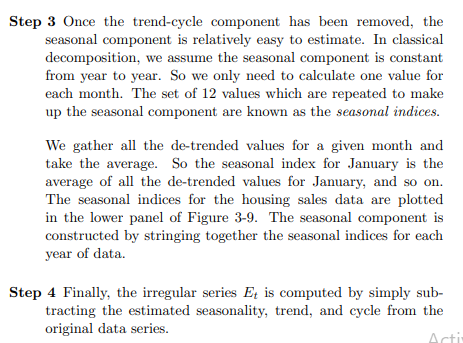 Step 3 Once the trend-cycle component has been removed, the
seasonal component is relatively easy to estimate. In classical
decomposition, we assume the seasonal component is constant
from year to year. So we only need to calculate one value for
each month. The set of 12 values which are repeated to make
up the seasonal component are known as the seasonal indices.
We gather all the de-trended values for a given month and
take the average. So the seasonal index for January is the
average of all the de-trended values for January, and so on.
The seasonal indices for the housing sales data are plotted
in the lower panel of Figure 3-9. The seasonal component is
constructed by stringing together the seasonal indices for each
year of data.
Step 4 Finally, the irregular series Eₜ is computed by simply sub-
tracting the estimated seasonality, trend, and cycle from the
original data series.